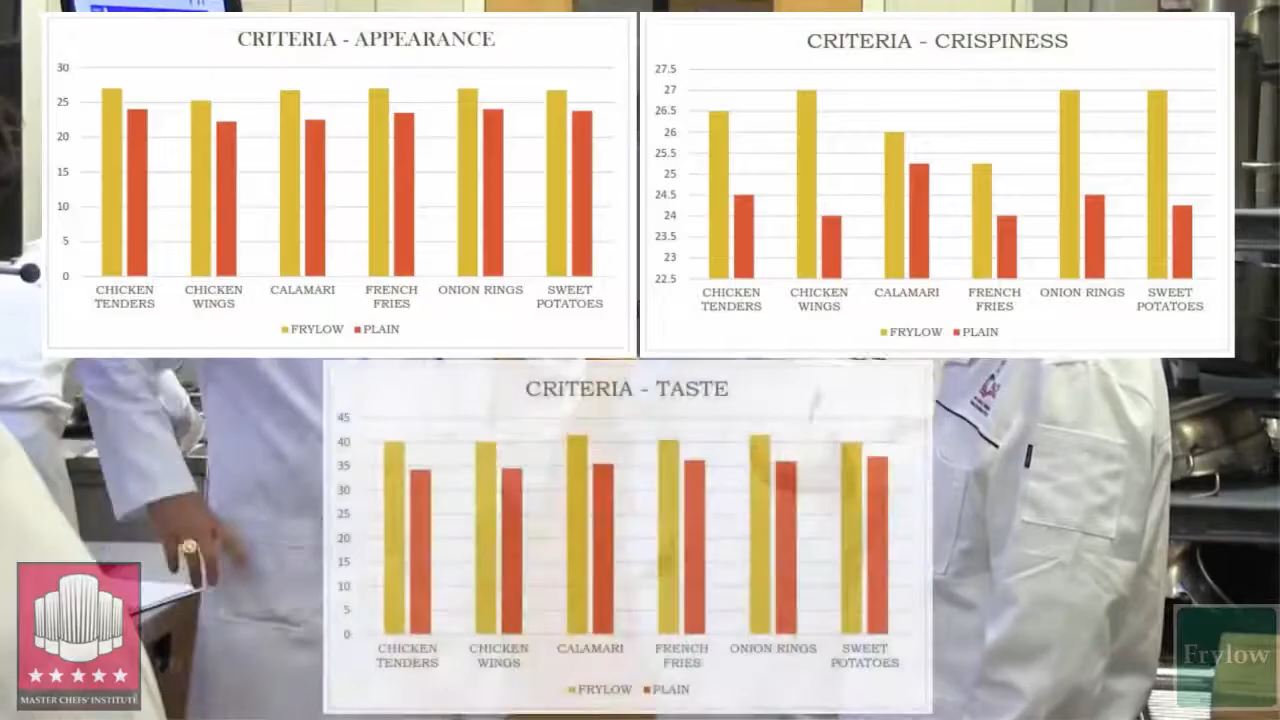 CRITERIA - APPEARANCE
30
25
20
15
10
5
0
CHICKEN TENDERS
CHICKEN WINGS
CALAMARI
FRENCH FRIES
ONION RINGS
SWEET POTATOES
FRYLOW PLAIN
CRITERIA - CRISPINESS
27.5
27
26.5
26
25.5
25
24.5
24
23.5
23
22.5
CHICKEN TENDERS
CHICKEN WINGS
CALAMARI
FRENCH FRIES
ONION RINGS
SWEET POTATOES
FRYLOW PLAIN
CRITERIA - TASTE
45
40
35
30
25
20
15
10
5
0
CHICKEN TENDERS
CHICKEN WINGS
CALAMARI
FRENCH FRIES
ONION RINGS
SWEET POTATOES
FRYLOW PLAIN
MASTER CHEFS' INSTITUTE
Frylow